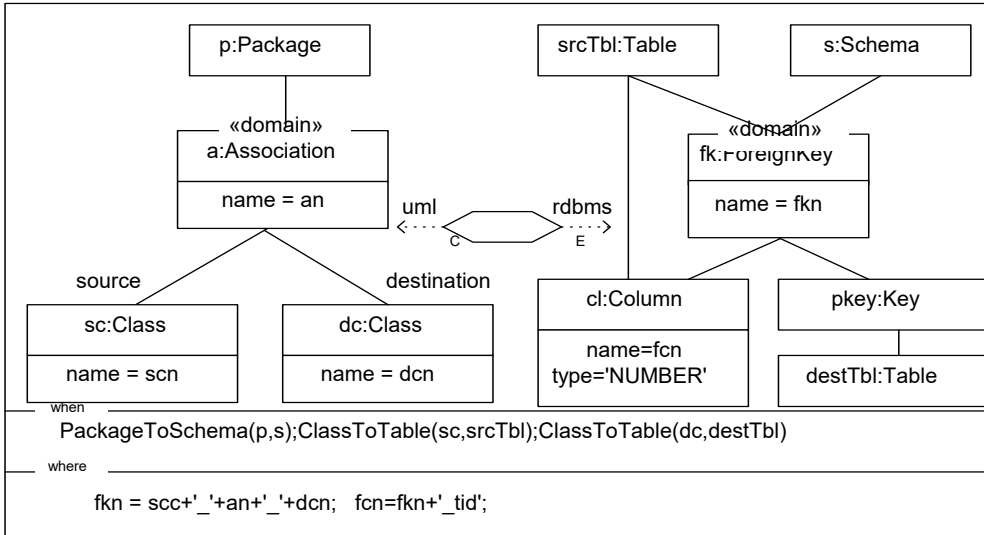 p:Package
srcTbl:Table
s:Schema
«domain»
a:Association
name = an
«domain»
fk:ForeignKey
name = fkn
uml
rdbms
C
E
source
destination
sc:Class
name = scn
dc:Class
name = dcn
cl:Column
name=fcn
type='NUMBER'
pkey:Key
destTbl:Table
when
PackageToSchema(p,s);ClassToTable(sc,srcTbl);ClassToTable(dc,destTbl)
where
fkn = scc+'_'+an+'_'+dcn; fcn=fkn+'_tid';